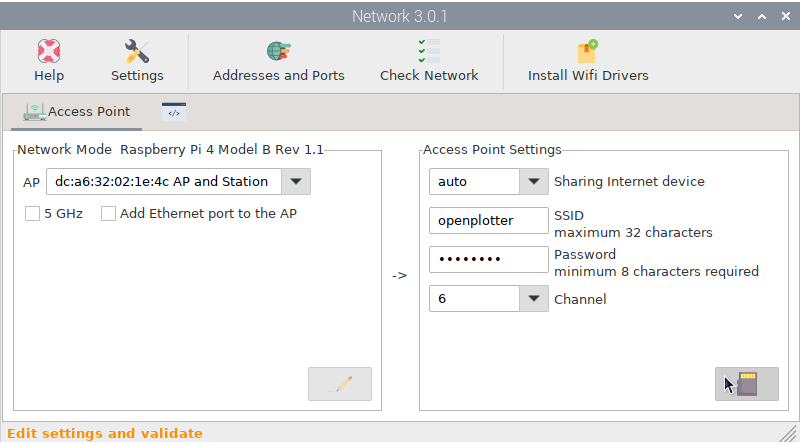 Network 3.0.1
Help
Settings
Addresses and Ports
Check Network
Install Wifi Drivers
Access Point
</>
Network Mode Raspberry Pi 4 Model B Rev 1.1
AP
dc:a6:32:02:1e:4c AP and Station
5 GHz
Add Ethernet port to the AP
->
Access Point Settings
auto
Sharing Internet device
openplotter
SSID
maximum 32 characters
••••••••
Password
minimum 8 characters required
6
Channel
Edit settings and validate